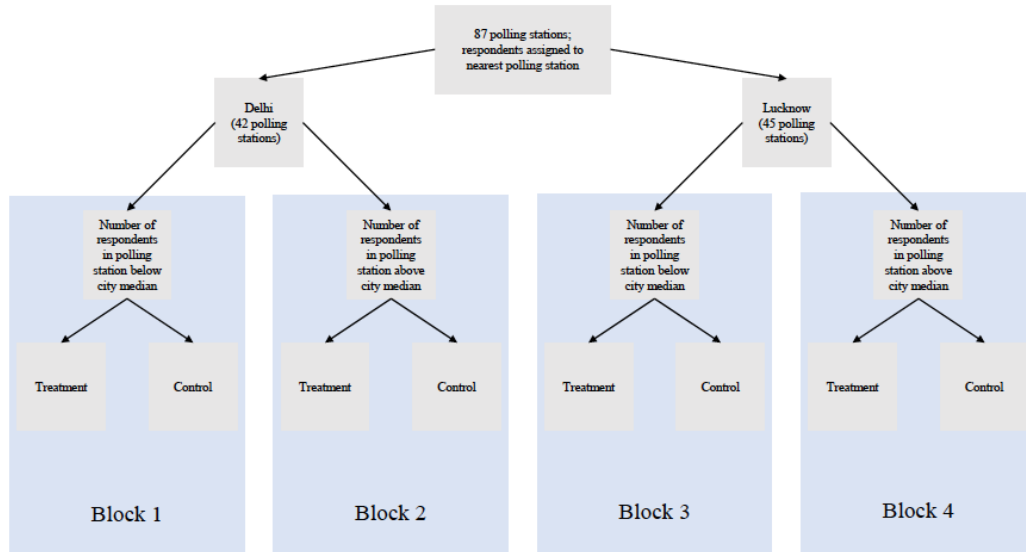 87 polling stations;
respondents assigned to
nearest polling station
Delhi
(42 polling
stations)
Lucknow
(45 polling
stations)
Number of
respondents
in polling
station below
city median
Number of
respondents
in polling
station above
city median
Number of
respondents
in polling
station below
city median
Number of
respondents
in polling
station above
city median
Treatment
Control
Treatment
Control
Treatment
Control
Treatment
Control
Block 1
Block 2
Block 3
Block 4